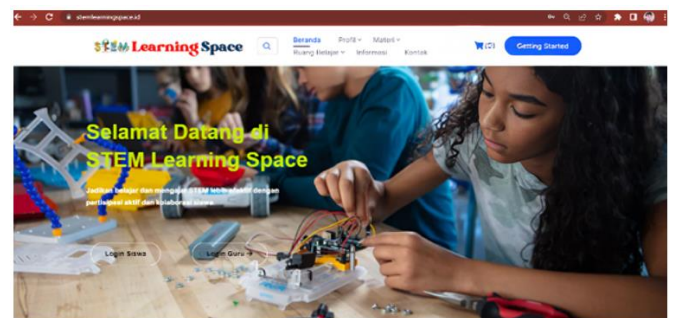 stemlearningspace.id
STEM Learning Space
Beranda Profil Materi
Ruang Belajar Informasi Kontak
(0)
Getting Started
Selamat Datang di
STEM Learning Space
Jadikan belajar dan mengajar STEM lebih efektif dengan
partisipasi aktif dan kolaborasi siswa
Login Siswa
Login Guru →